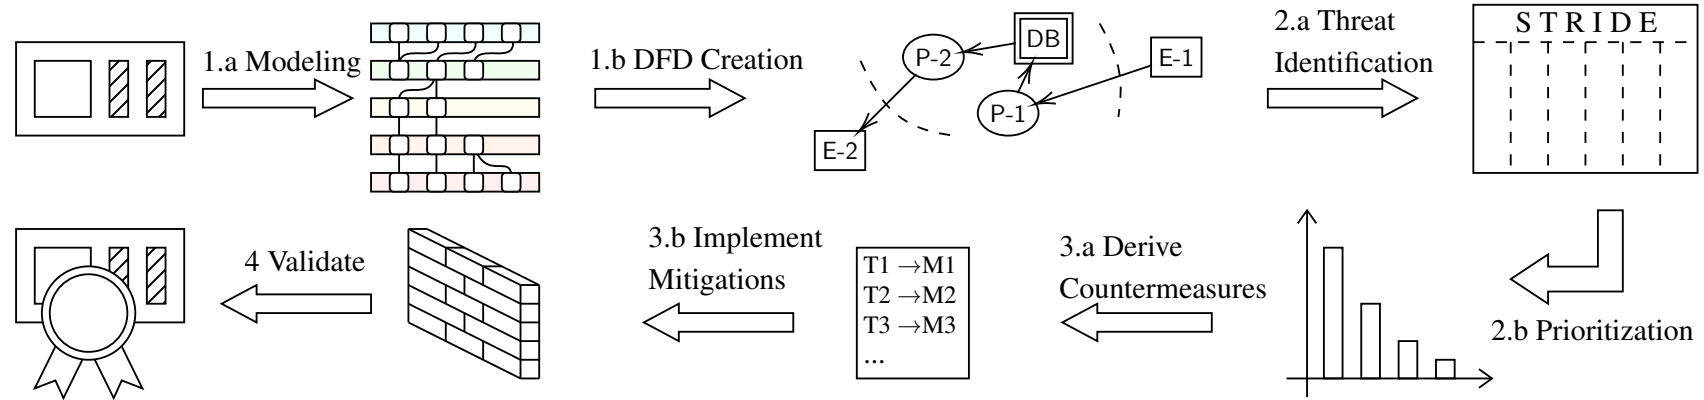 1.a Modeling
1.b DFD Creation
P-2
DB
E-1
P-1
E-2
2.a Threat
Identification
S T R I D E
2.b Prioritization
3.a Derive
Countermeasures
T1 →M1
T2 →M2
T3 →M3
...
3.b Implement
Mitigations
4 Validate